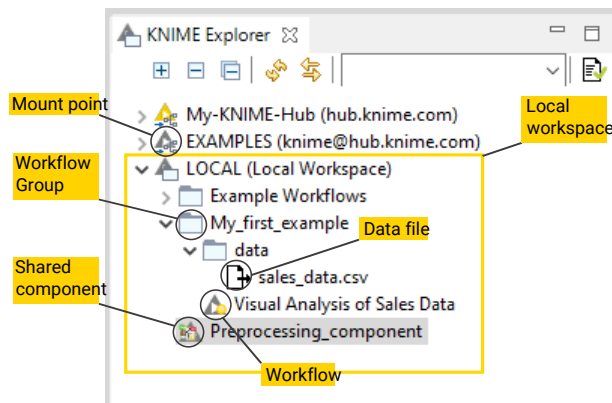 KNIME Explorer
Mount point
My-KNIME-Hub (hub.knime.com)
Local
workspace
EXAMPLES (knime@hub.knime.com)
Workflow
Group
LOCAL (Local Workspace)
Example Workflows
My_first_example
Data file
data
Shared
component
sales_data.csv
Visual Analysis of Sales Data
Preprocessing_component
Workflow